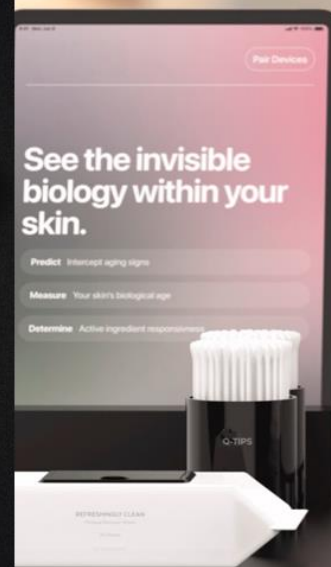 Pair Devices
See the invisible
biology within your
skin.
Predict Intercept aging signs
Measure Your skin's biological age
Determine Active ingredient responsiveness
Q-TIPS
REFRESHINGLY CLEAN